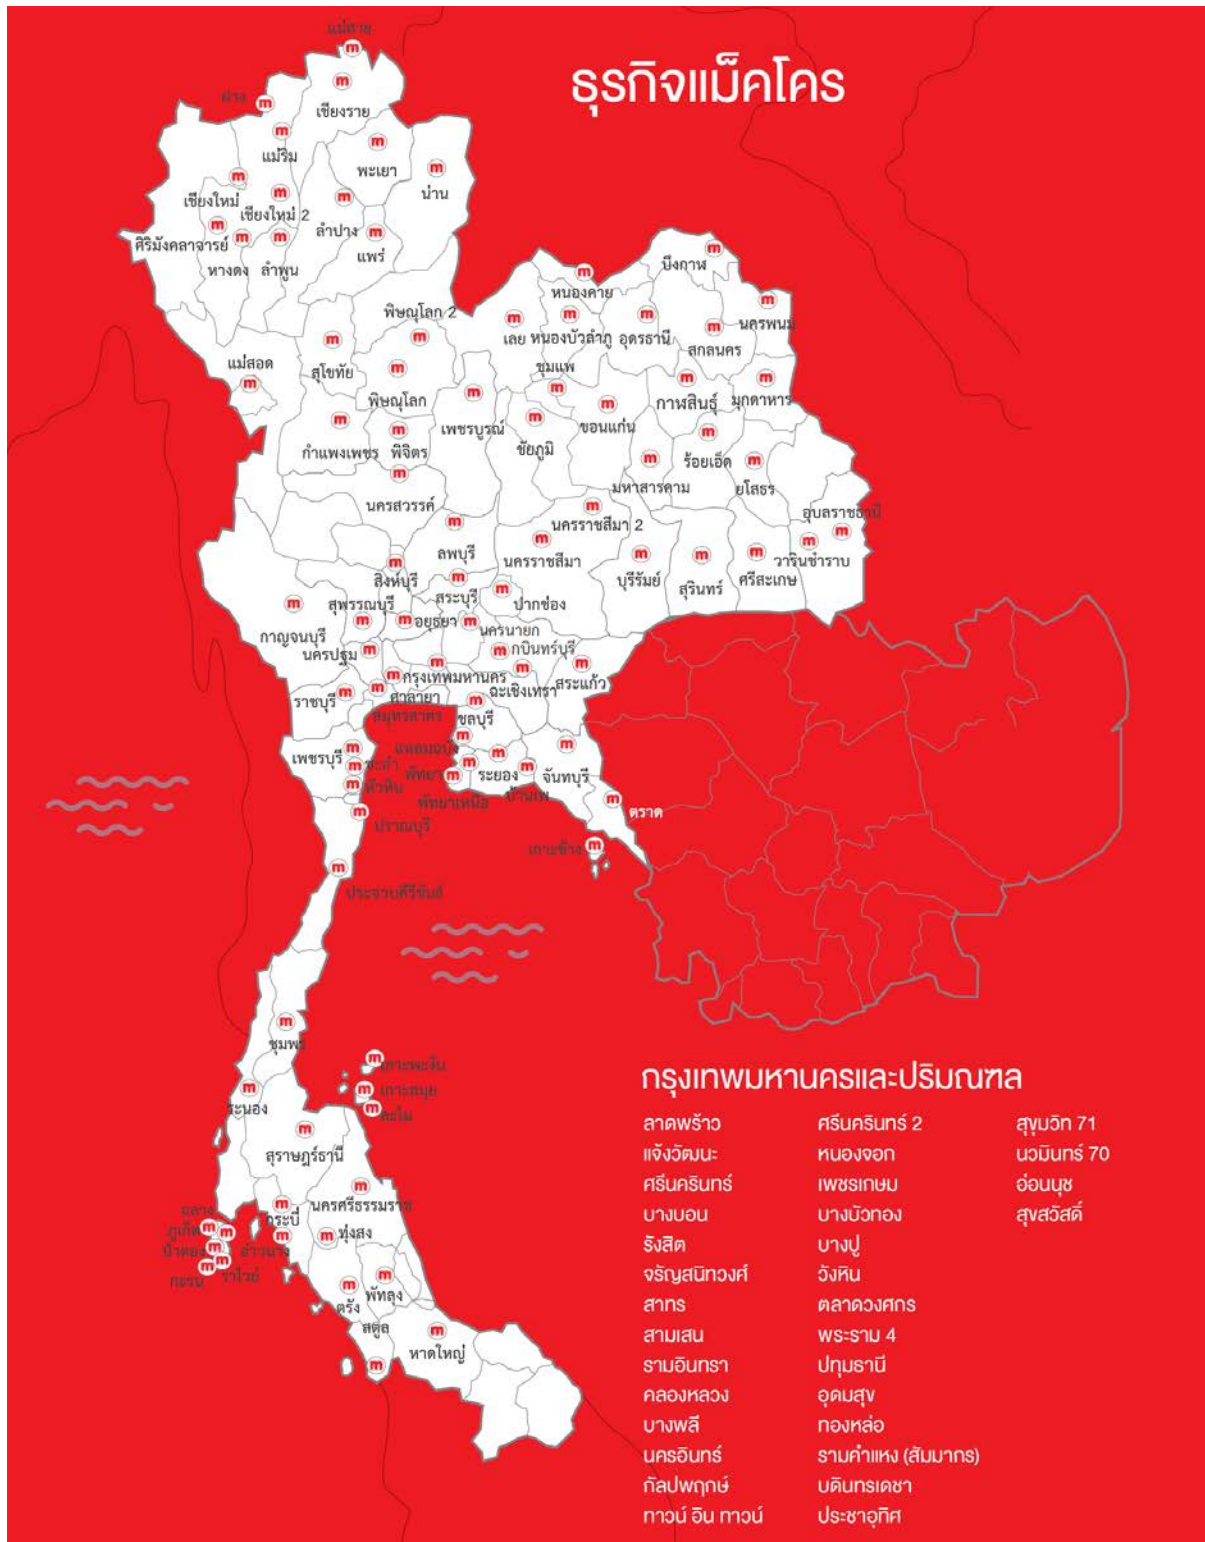 ธุรกิจแม็คโคร
แม่สาย
ฝาง
เชียงราย
แม่ริม
พะเยา
น่าน
เชียงใหม่
เชียงใหม่ 2
ลำปาง
ศิริมังคลาจารย์
แพร่
หางดง
ลำพูน
บึงกาฬ
หนองคาย
พิษณุโลก 2
นครพนม
เลย
หนองบัวลำภู
อุดรธานี
สกลนคร
แม่สอด
สุโขทัย
ชุมแพ
พิษณุโลก
กาฬสินธุ์
มุกดาหาร
เพชรบูรณ์
ขอนแก่น
กำแพงเพชร
พิจิตร
ชัยภูมิ
ร้อยเอ็ด
มหาสารคาม
ยโสธร
นครสวรรค์
อุบลราชธานี
นครราชสีมา 2
ลพบุรี
นครราชสีมา
วารินชำราบ
สิงห์บุรี
บุรีรัมย์
สุรินทร์
ศรีสะเกษ
สระบุรี
สุพรรณบุรี
ปากช่อง
อยุธยา
นครนายก
กาญจนบุรี
นครปฐม
กบินทร์บุรี
กรุงเทพมหานคร
สระแก้ว
ราชบุรี
ศาลายา
ฉะเชิงเทรา
สมุทรสาคร
ชลบุรี
แหลมฉบัง
เพชรบุรี
ชะอำ
พัทยา
ระยอง
จันทบุรี
หัวหิน
บ้านเพ
พัทยาเหนือ
ตราด
ปราณบุรี
เกาะช้าง
ประจวบคีรีขันธ์
ชุมพร
เกาะพะงัน
เกาะสมุย
ระนอง
ละไม
สุราษฎร์ธานี
นครศรีธรรมราช
ถลาง
กระบี่
ภูเก็ต
ทุ่งสง
ป่าตอง
อ่าวนาง
กะรน
ราไวย์
พัทลุง
ตรัง
สตูล
หาดใหญ่
กรุงเทพมหานครและปริมณฑล
ลาดพร้าว
แจ้งวัฒนะ
ศรีนครินทร์
บางบอน
รังสิต
จรัญสนิทวงศ์
สาทร
สามเสน
รามอินทรา
คลองหลวง
บางพลี
นครอินทร์
กัลปพฤกษ์
ทาวน์ อิน ทาวน์
ศรีนครินทร์ 2
หนองจอก
เพชรเกษม
บางบัวทอง
บางปู
วังหิน
ตลาดวงศกร
พระราม 4
ปทุมธานี
อุดมสุข
ทองหล่อ
รามคำแหง (สัมมากร)
บดินทรเดชา
ประชาอุทิศ
สุขุมวิท 71
นวมินทร์ 70
อ่อนนุช
สุขสวัสดิ์